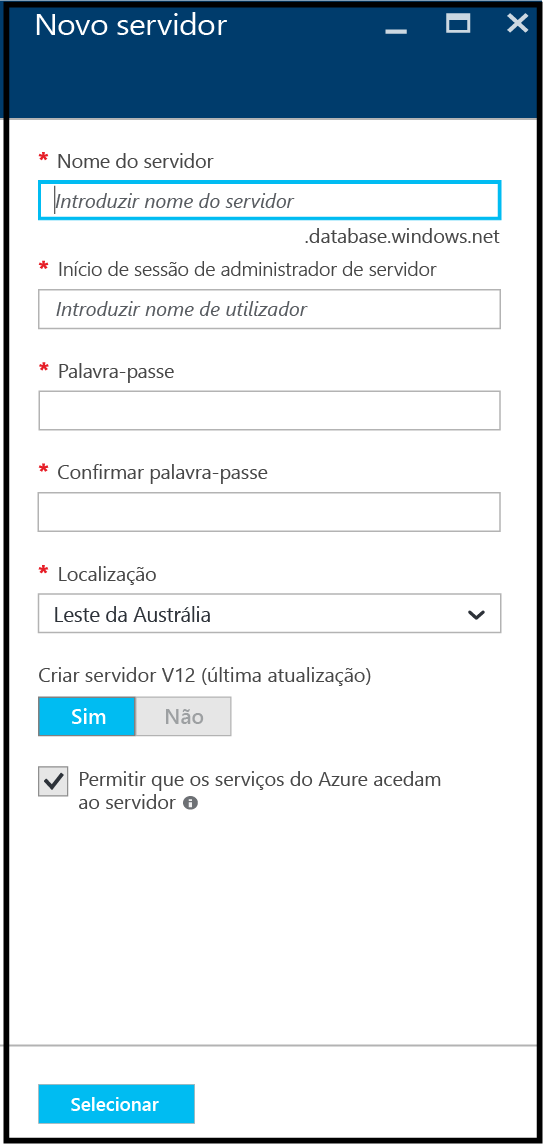 Novo servidor
* Nome do servidor
Introduzir nome do servidor
.database.windows.net
* Início de sessão de administrador de servidor
Introduzir nome de utilizador
* Palavra-passe
* Confirmar palavra-passe
* Localização
Leste da Austrália
Criar servidor V12 (última atualização)
Sim Não
Permitir que os serviços do Azure acedam
ao servidor
Selecionar